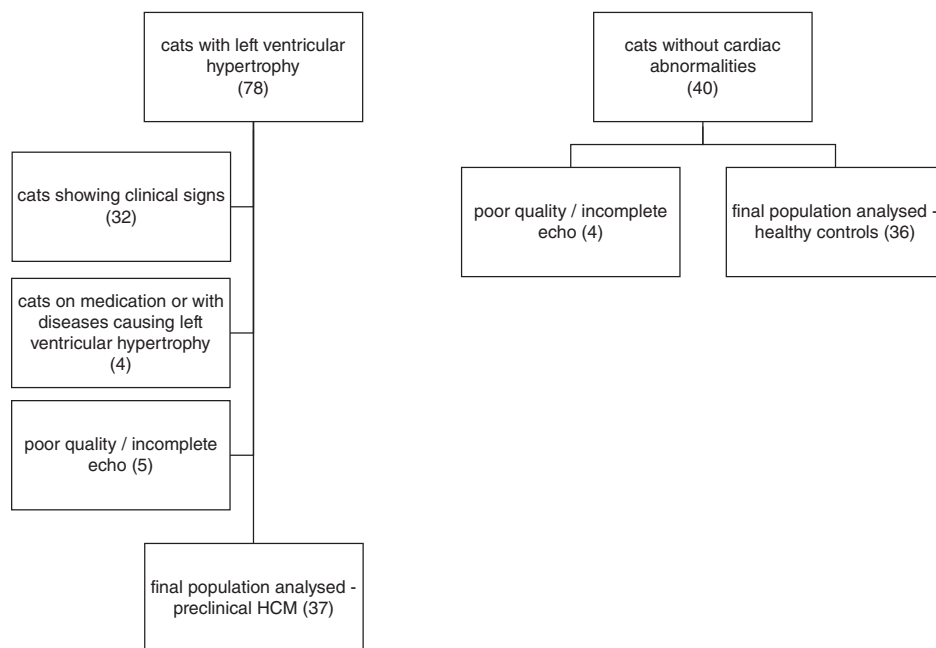 cats with left ventricular
hypertrophy
(78)
cats showing clinical signs
(32)
cats on medication or with
diseases causing left
ventricular hypertrophy
(4)
poor quality / incomplete
echo (5)
final population analysed -
preclinical HCM (37)
cats without cardiac
abnormalities
(40)
poor quality / incomplete
echo (4)
final population analysed -
healthy controls (36)